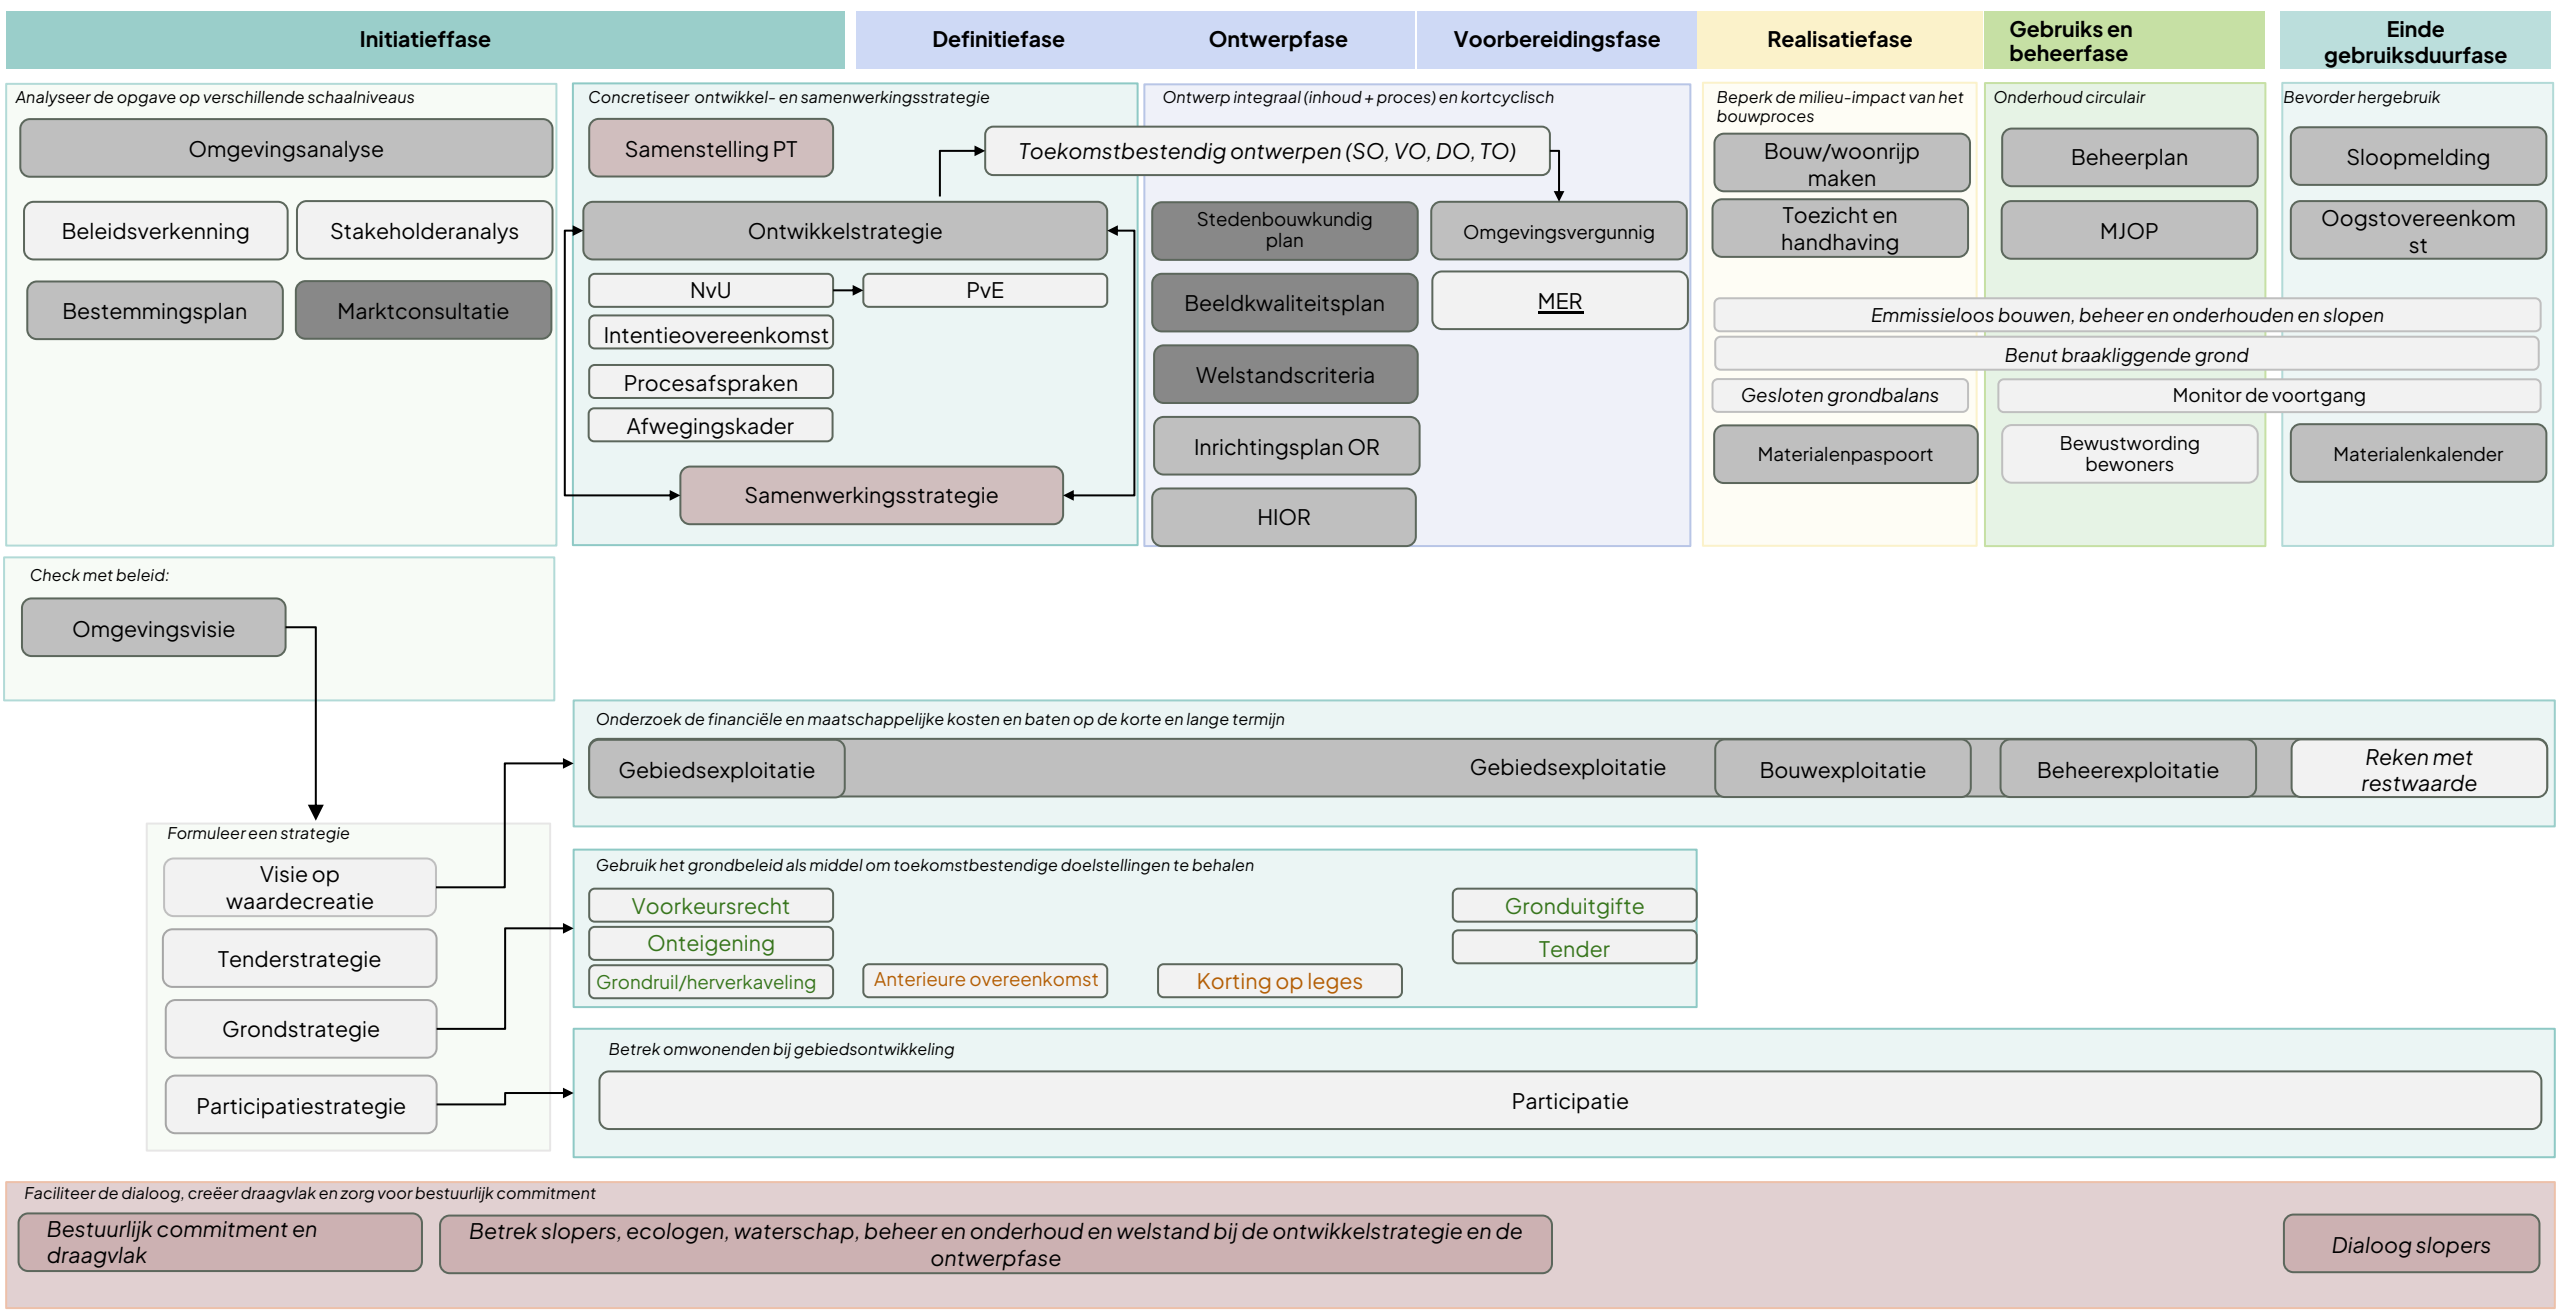 Initiatieffase
Definitiefase
Ontwerpfase
Voorbereidingsfase
Realisatiefase
Gebruiks en
beheerfase
Einde
gebruiksduurfase
Analyseer de opgave op verschillende schaalniveaus
Omgevingsanalyse
Beleidsverkenning
Stakeholderanalys
Bestemmingsplan
Marktconsultatie
Concretiseer ontwikkel- en samenwerkingsstrategie
Samenstelling PT
Ontwikkelstrategie
NvU
PvE
Intentieovereenkomst
Procesafspraken
Afwegingskader
Samenwerkingsstrategie
Ontwerp integraal (inhoud + proces) en kortcyclisch
Toekomstbestendig ontwerpen (SO, VO, DO, TO)
Stedenbouwkundig
plan
Omgevingsvergunnig
Beeldkwaliteitsplan
MER
Welstandscriteria
Inrichtingsplan OR
HIOR
Beperk de milieu-impact van het
bouwproces
Bouw/woonrijp
maken
Toezicht en
handhaving
Onderhoud circulair
Beheerplan
MJOP
Bevorder hergebruik
Sloopmelding
Oogstovereenkom
st
Emmissieloos bouwen, beheer en onderhouden en slopen
Benut braakliggende grond
Gesloten grondbalans
Monitor de voortgang
Materialenpaspoort
Bewustwording
bewoners
Materialenkalender
Check met beleid:
Omgevingsvisie
Onderzoek de financiële en maatschappelijke kosten en baten op de korte en lange termijn
Gebiedsexploitatie
Gebiedsexploitatie
Bouwexploitatie
Beheerexploitatie
Reken met
restwaarde
Formuleer een strategie
Visie op
waardecreatie
Tenderstrategie
Grondstrategie
Participatiestrategie
Gebruik het grondbeleid als middel om toekomstbestendige doelstellingen te behalen
Voorkeursrecht
Gronduitgifte
Onteigening
Tender
Grondruil/herverkaveling
Anterieure overeenkomst
Korting op leges
Betrek omwonenden bij gebiedsontwikkeling
Participatie
Faciliteer de dialoog, creëer draagvlak en zorg voor bestuurlijk commitment
Bestuurlijk commitment en
draagvlak
Betrek slopers, ecologen, waterschap, beheer en onderhoud en welstand bij de ontwikkelstrategie en de
ontwerpfase
Dialoog slopers